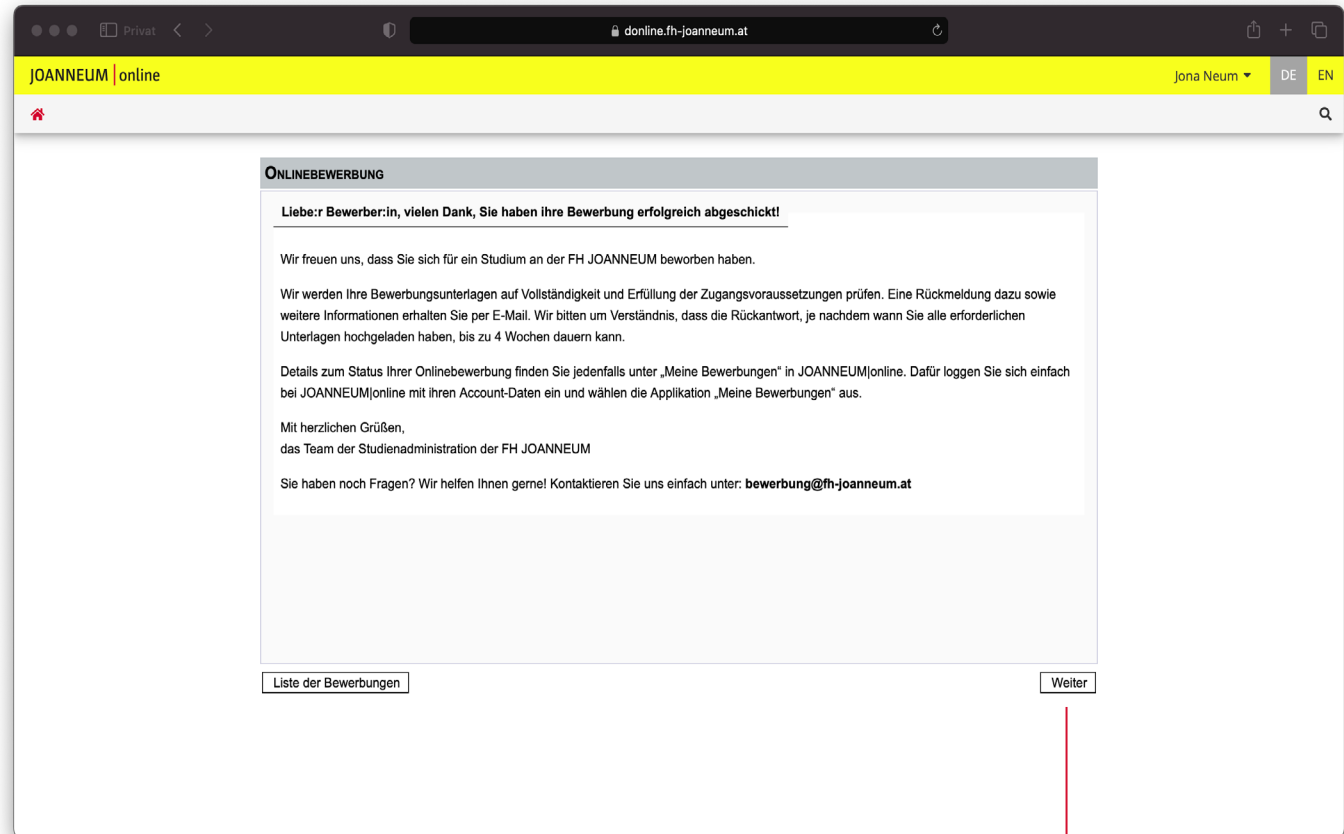 Privat
donline.fh-joanneum.at
JOANNEUM|online
Jona Neum
DE
EN
ONLINEBEWERBUNG
Liebe:r Bewerber:in, vielen Dank, Sie haben ihre Bewerbung erfolgreich abgeschickt!
Wir freuen uns, dass Sie sich für ein Studium an der FH JOANNEUM beworben haben.
Wir werden Ihre Bewerbungsunterlagen auf Vollständigkeit und Erfüllung der Zugangsvoraussetzungen prüfen. Eine Rückmeldung dazu sowie
weitere Informationen erhalten Sie per E-Mail. Wir bitten um Verständnis, dass die Rückantwort, je nachdem wann Sie alle erforderlichen
Unterlagen hochgeladen haben, bis zu 4 Wochen dauern kann.
Details zum Status Ihrer Onlinebewerbung finden Sie jedenfalls unter „Meine Bewerbungen“ in JOANNEUM|online. Dafür loggen Sie sich einfach
bei JOANNEUM|online mit ihren Account-Daten ein und wählen die Applikation „Meine Bewerbungen“ aus.
Mit herzlichen Grüßen,
das Team der Studienadministration der FH JOANNEUM
Sie haben noch Fragen? Wir helfen Ihnen gerne! Kontaktieren Sie uns einfach unter: bewerbung@fh-joanneum.at
Liste der Bewerbungen
Weiter